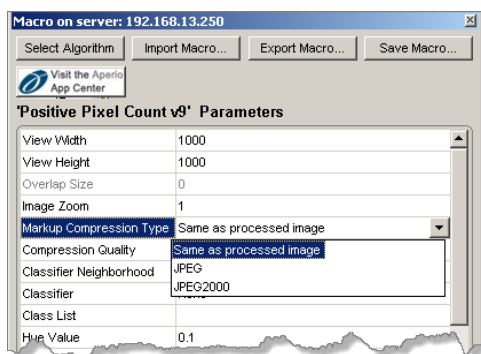 Macro on server: 192.168.13.250
Select Algorithm Import Macro... Export Macro... Save Macro...
Visit the Aperio
App Center
'Positive Pixel Count v9' Parameters
View Width 1000
View Height 1000
Overlap Size 0
Image Zoom 1
Markup Compression Type Same as processed image
Compression Quality Same as processed image
Classifier Neighborhood JPEG
Classifier JPEG2000
Class List
Hue Value 0.1